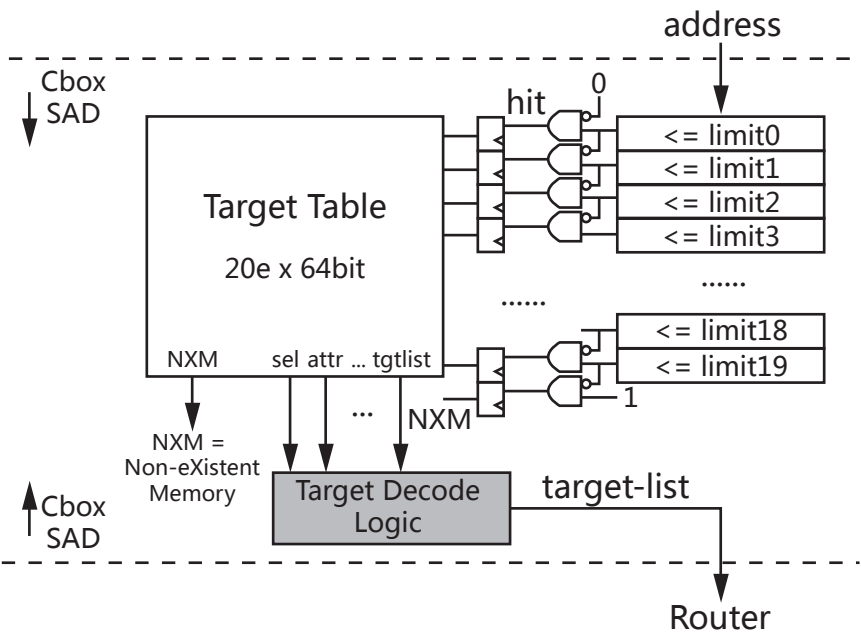 address
Cbox
SAD
hit
0
<= limit0
<= limit1
<= limit2
<= limit3
Target Table
20e x 64bit
......
......
<= limit18
<= limit19
1
NXM
sel attr ... tgtlist
...
NXM
NXM =
Non-eXistent
Memory
Target Decode
Logic
target-list
Cbox
SAD
Router